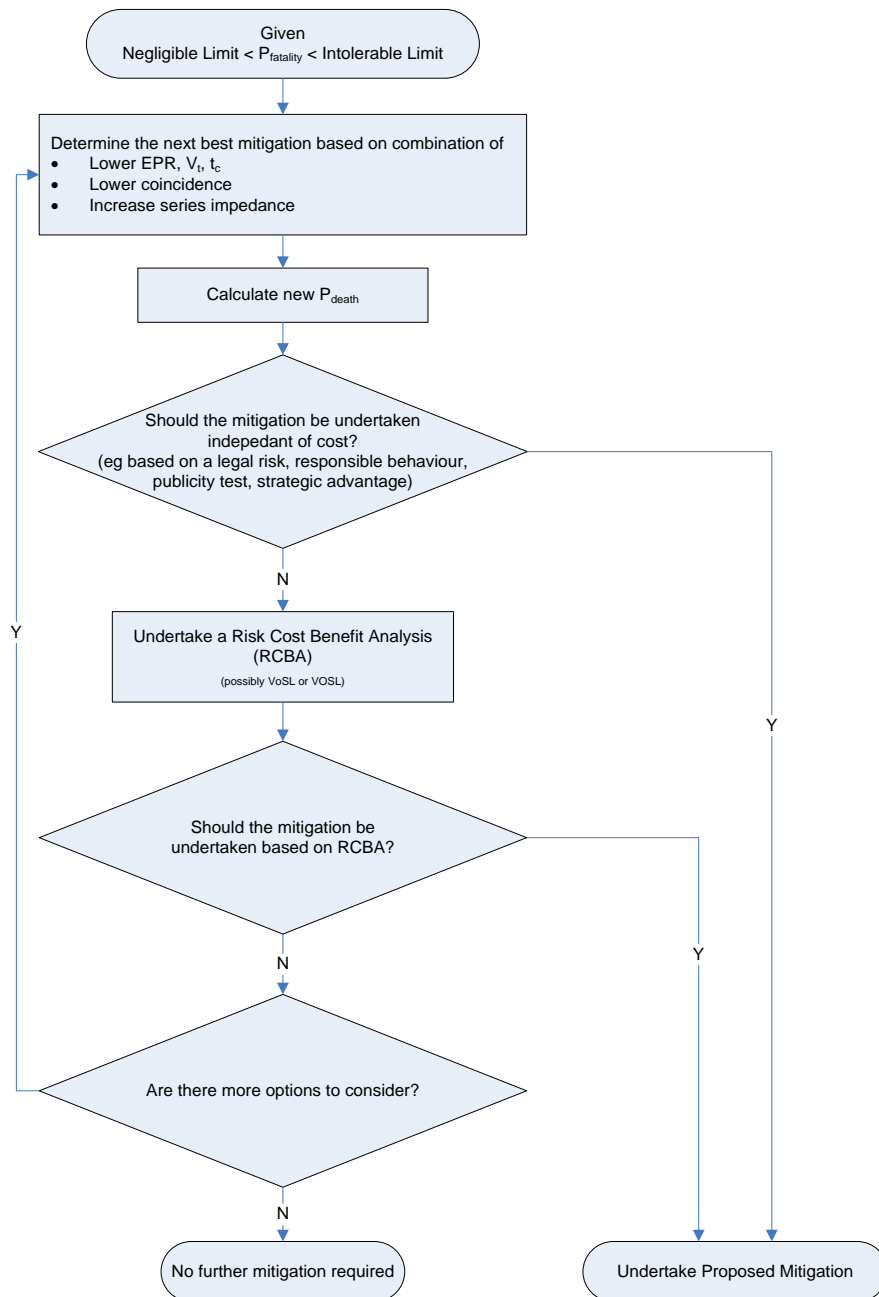 Given
Negligible Limit < Pfatality < Intolerable Limit
Determine the next best mitigation based on combination of
• Lower EPR, Vt, tc
• Lower coincidence
• Increase series impedance
Calculate new Pdeath
Should the mitigation be undertaken
indepedant of cost?
(eg based on a legal risk, responsible behaviour,
publicity test, strategic advantage)
N
Y
Undertake a Risk Cost Benefit Analysis
(RCBA)
(possibly VoSL or VOSL)
Y
Should the mitigation be
undertaken based on RCBA?
Y
N
Are there more options to consider?
N
No further mitigation required
Undertake Proposed Mitigation